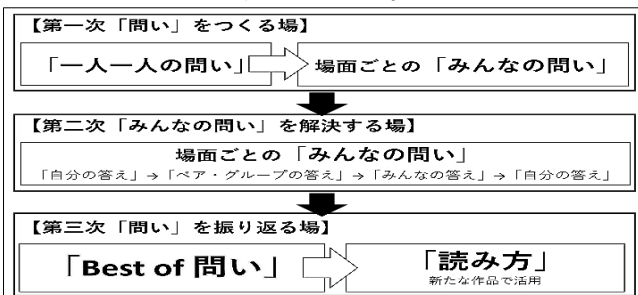 【第一次「問い」をつくる場】
「一人一人の問い」
場面ごとの「みんなの問い」
【第二次「みんなの問い」を解決する場】
場面ごとの「みんなの問い」
「自分の答え」→「ペア・グループの答え」→「みんなの答え」→「自分の答え」
【第三次「問い」を振り返る場】
「Best of 問い」
「読み方」
新たな作品で活用